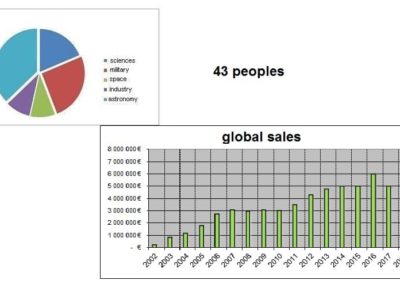 sciences
military
space
industry
astronomy
43 peoples
global sales
8 000 000 €
7 000 000 €
6 000 000 €
5 000 000 €
4 000 000 €
3 000 000 €
2 000 000 €
1 000 000 €
- €
2002 2003 2004 2005 2006 2007 2008 2009 2010 2011 2012 2013 2014 2015 2016 2017